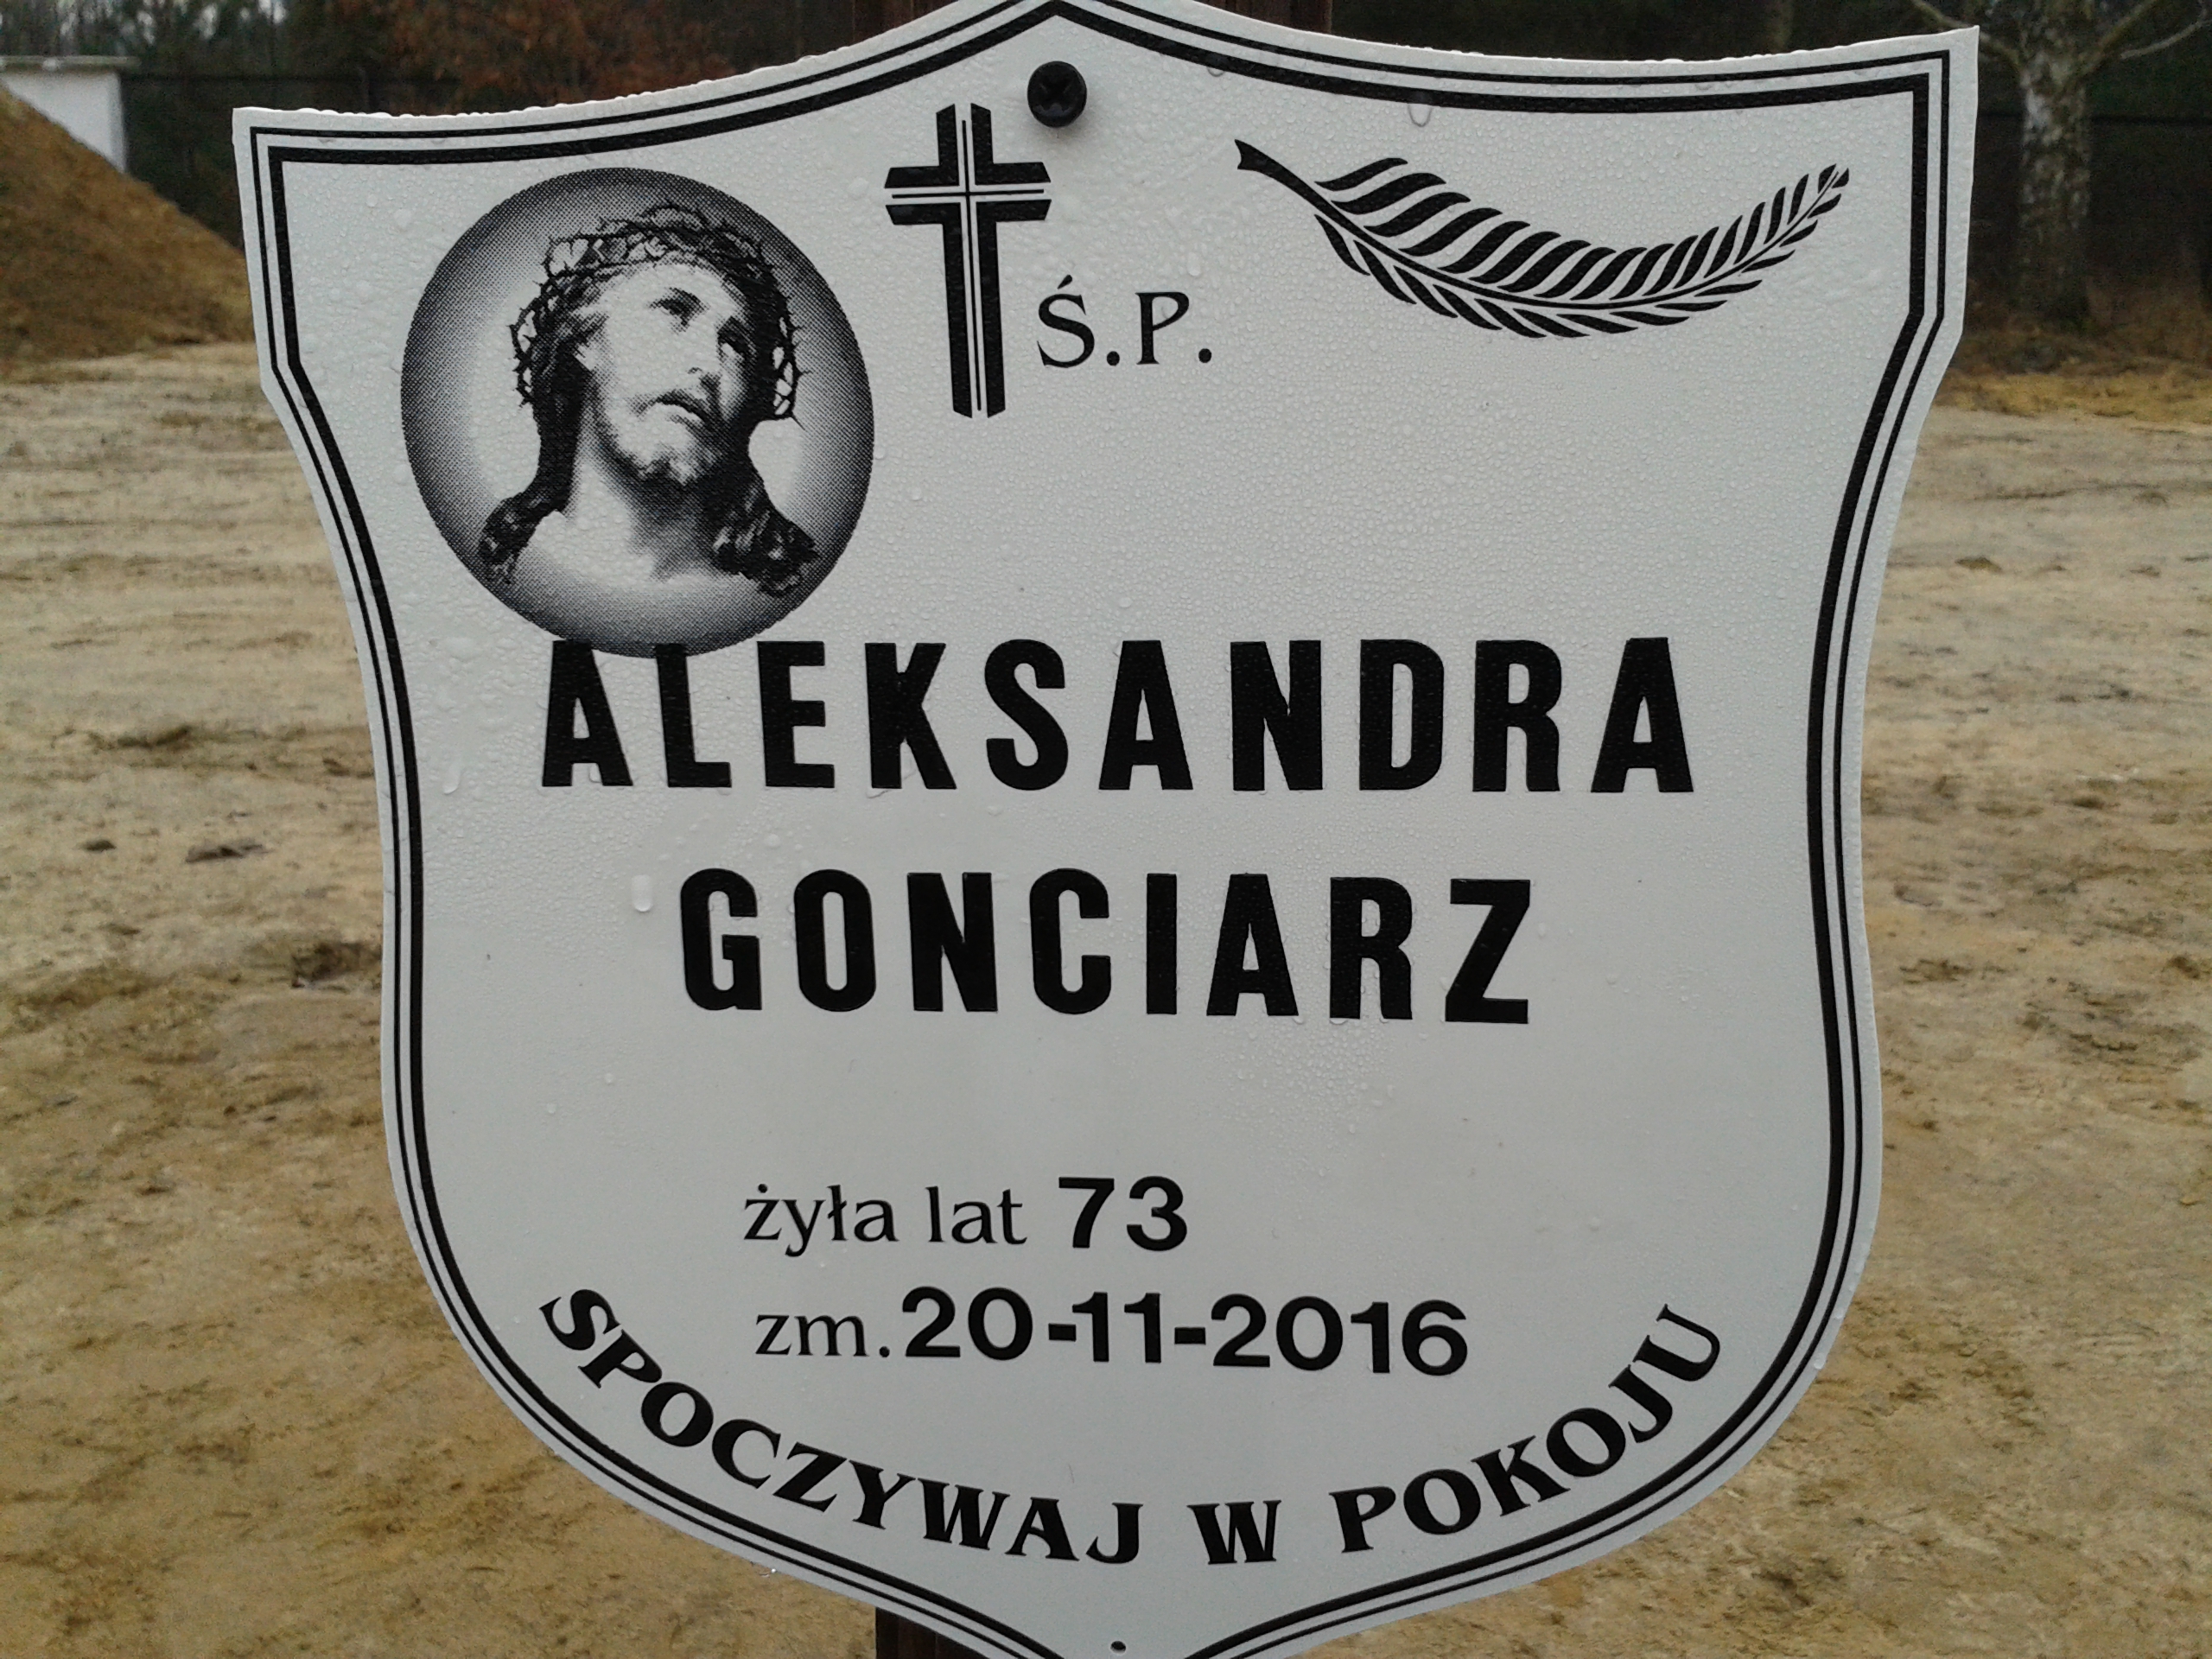 Ś.P.
ALEKSANDRA
GONCIARZ
żyła lat 73
zm.20-11-2016
SPOCZYWAJ W POKOJU